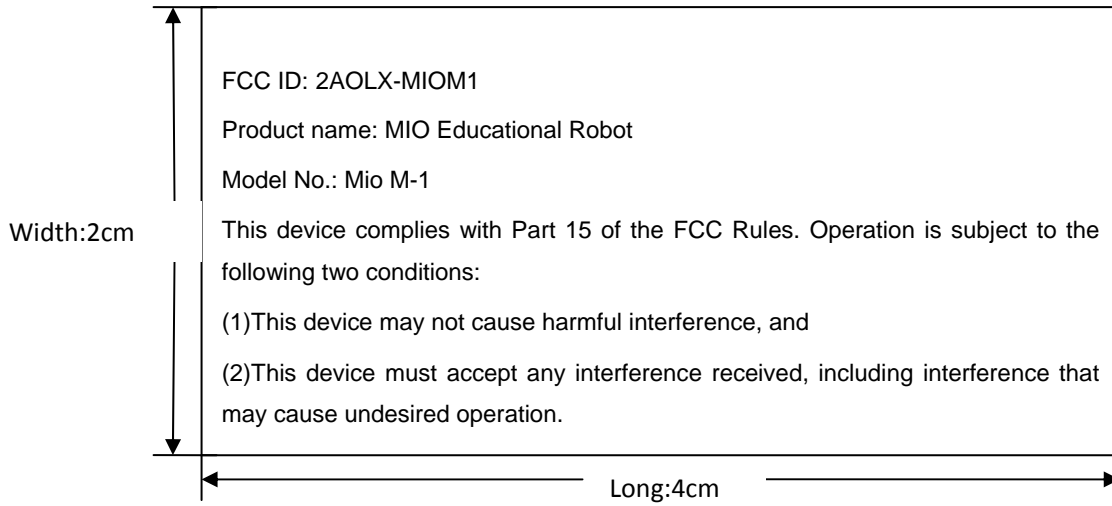 FCC ID: 2AOLX-MIOM1
Product name: MIO Educational Robot
Model No.: Mio M-1
Width:2cm
This device complies with Part 15 of the FCC Rules. Operation is subject to the
following two conditions:
(1)This device may not cause harmful interference, and
(2)This device must accept any interference received, including interference that
may cause undesired operation.
Long:4cm